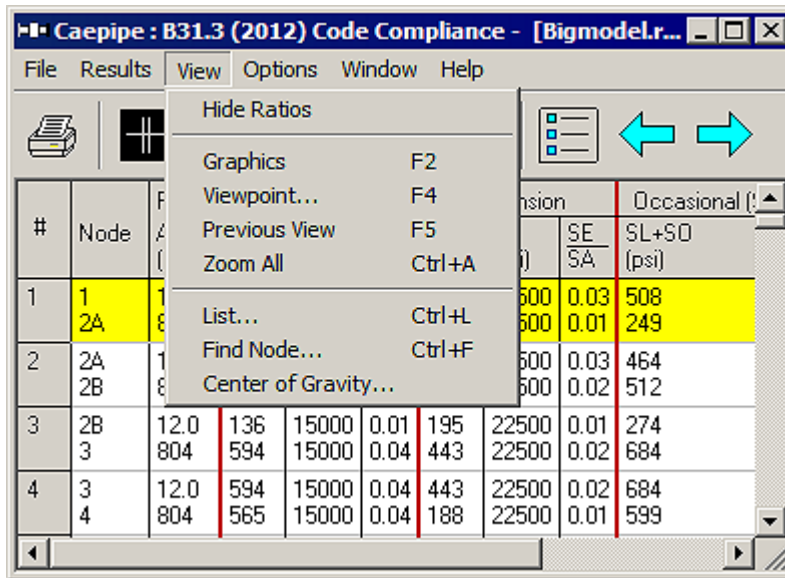 Caepipe : B31.3 (2012) Code Compliance - [Bigmodel.r...
File Results View Options Window Help
Hide Ratios
Graphics F2
Viewpoint... F4
Previous View F5
Zoom All Ctrl+A
List... Ctrl+L
Find Node... Ctrl+F
Center of Gravity...
# Node Occasional
SE SL+SO
SA (psi)
1 1 500 0.03 508
2A 500 0.01 249
2 2A 500 0.03 464
2B 500 0.02 512
3 2B 12.0 136 15000 0.01 195 22500 0.01 274
3 804 594 15000 0.04 443 22500 0.02 684
4 3 12.0 594 15000 0.04 443 22500 0.02 684
4 804 565 15000 0.04 188 22500 0.01 599